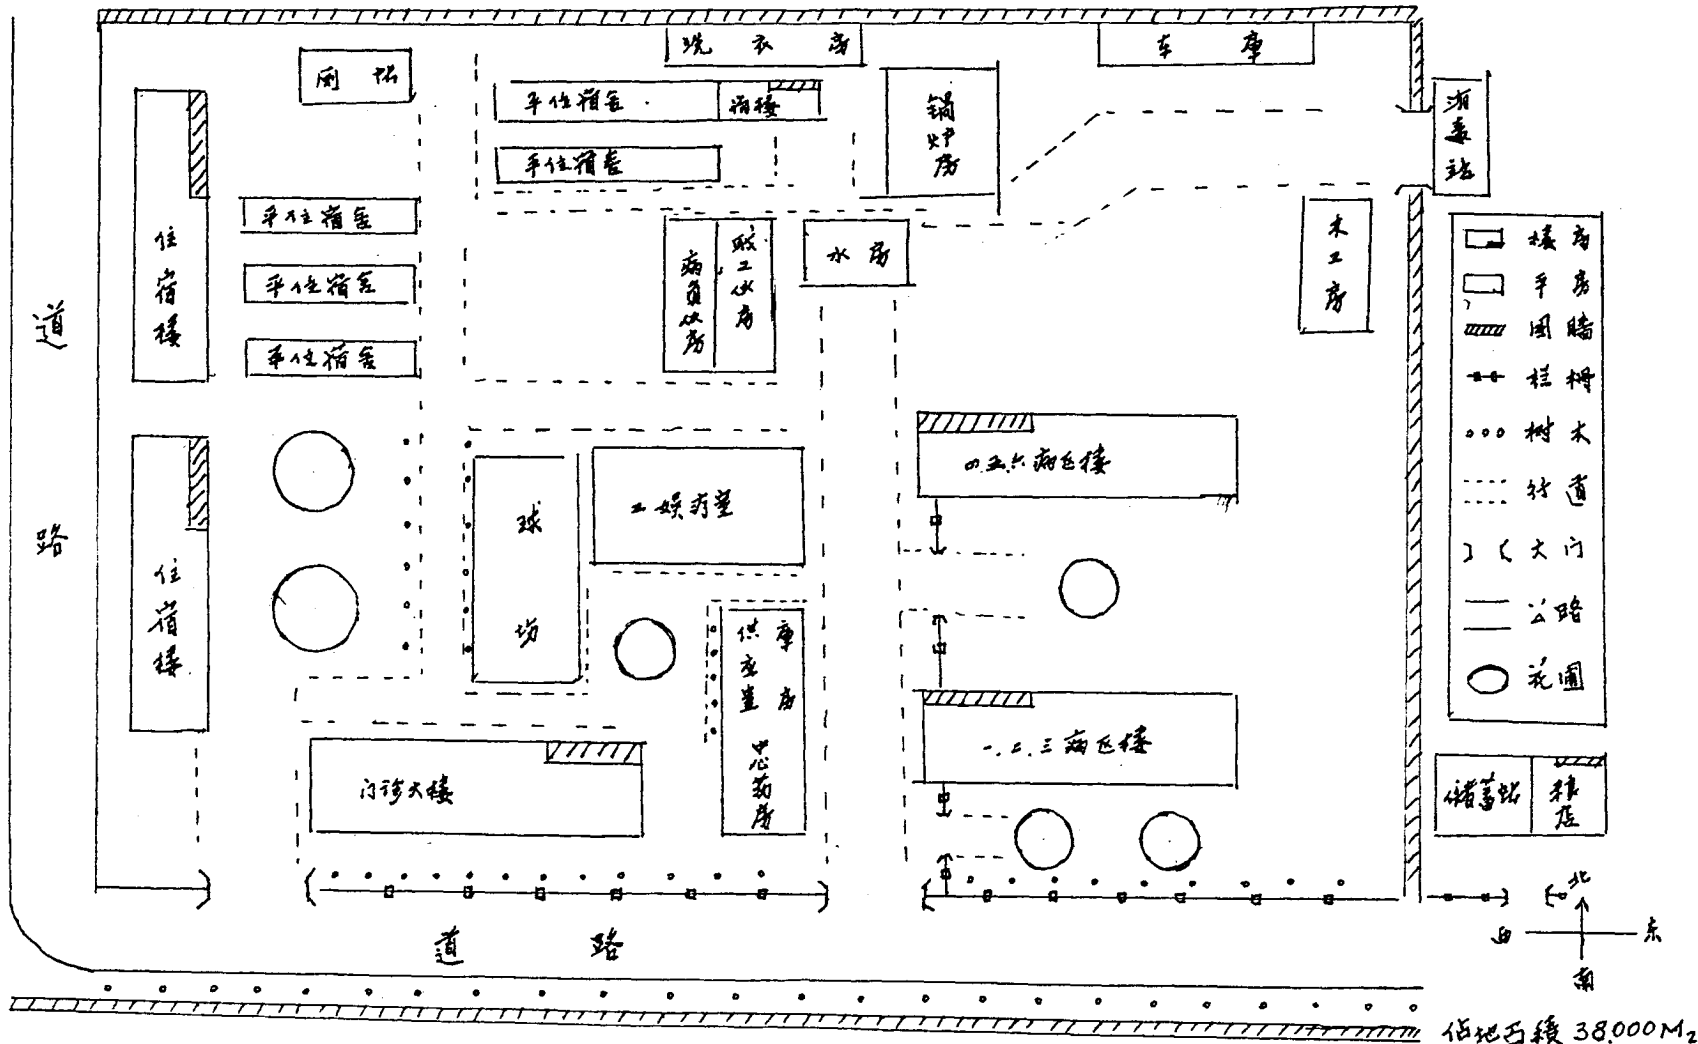 洗衣房
车库
厕所
平住宿舍
宿楼
锅炉房
平住宿舍
消毒站
住宿楼
平住宿舍
平住宿舍
平住宿舍
病员伙房
职工伙房
水房
木工房
道路
四.五.六病区楼
球场
工娱疗室
住宿楼
供应室
库房
中心药房
一.二.三病区楼
门诊大楼
楼房
平房
围墙
栏栅
树木
街道
大门
公路
花圃
储蓄站
粮店
道路
北
西
东
南
佔地面積 38,000M2